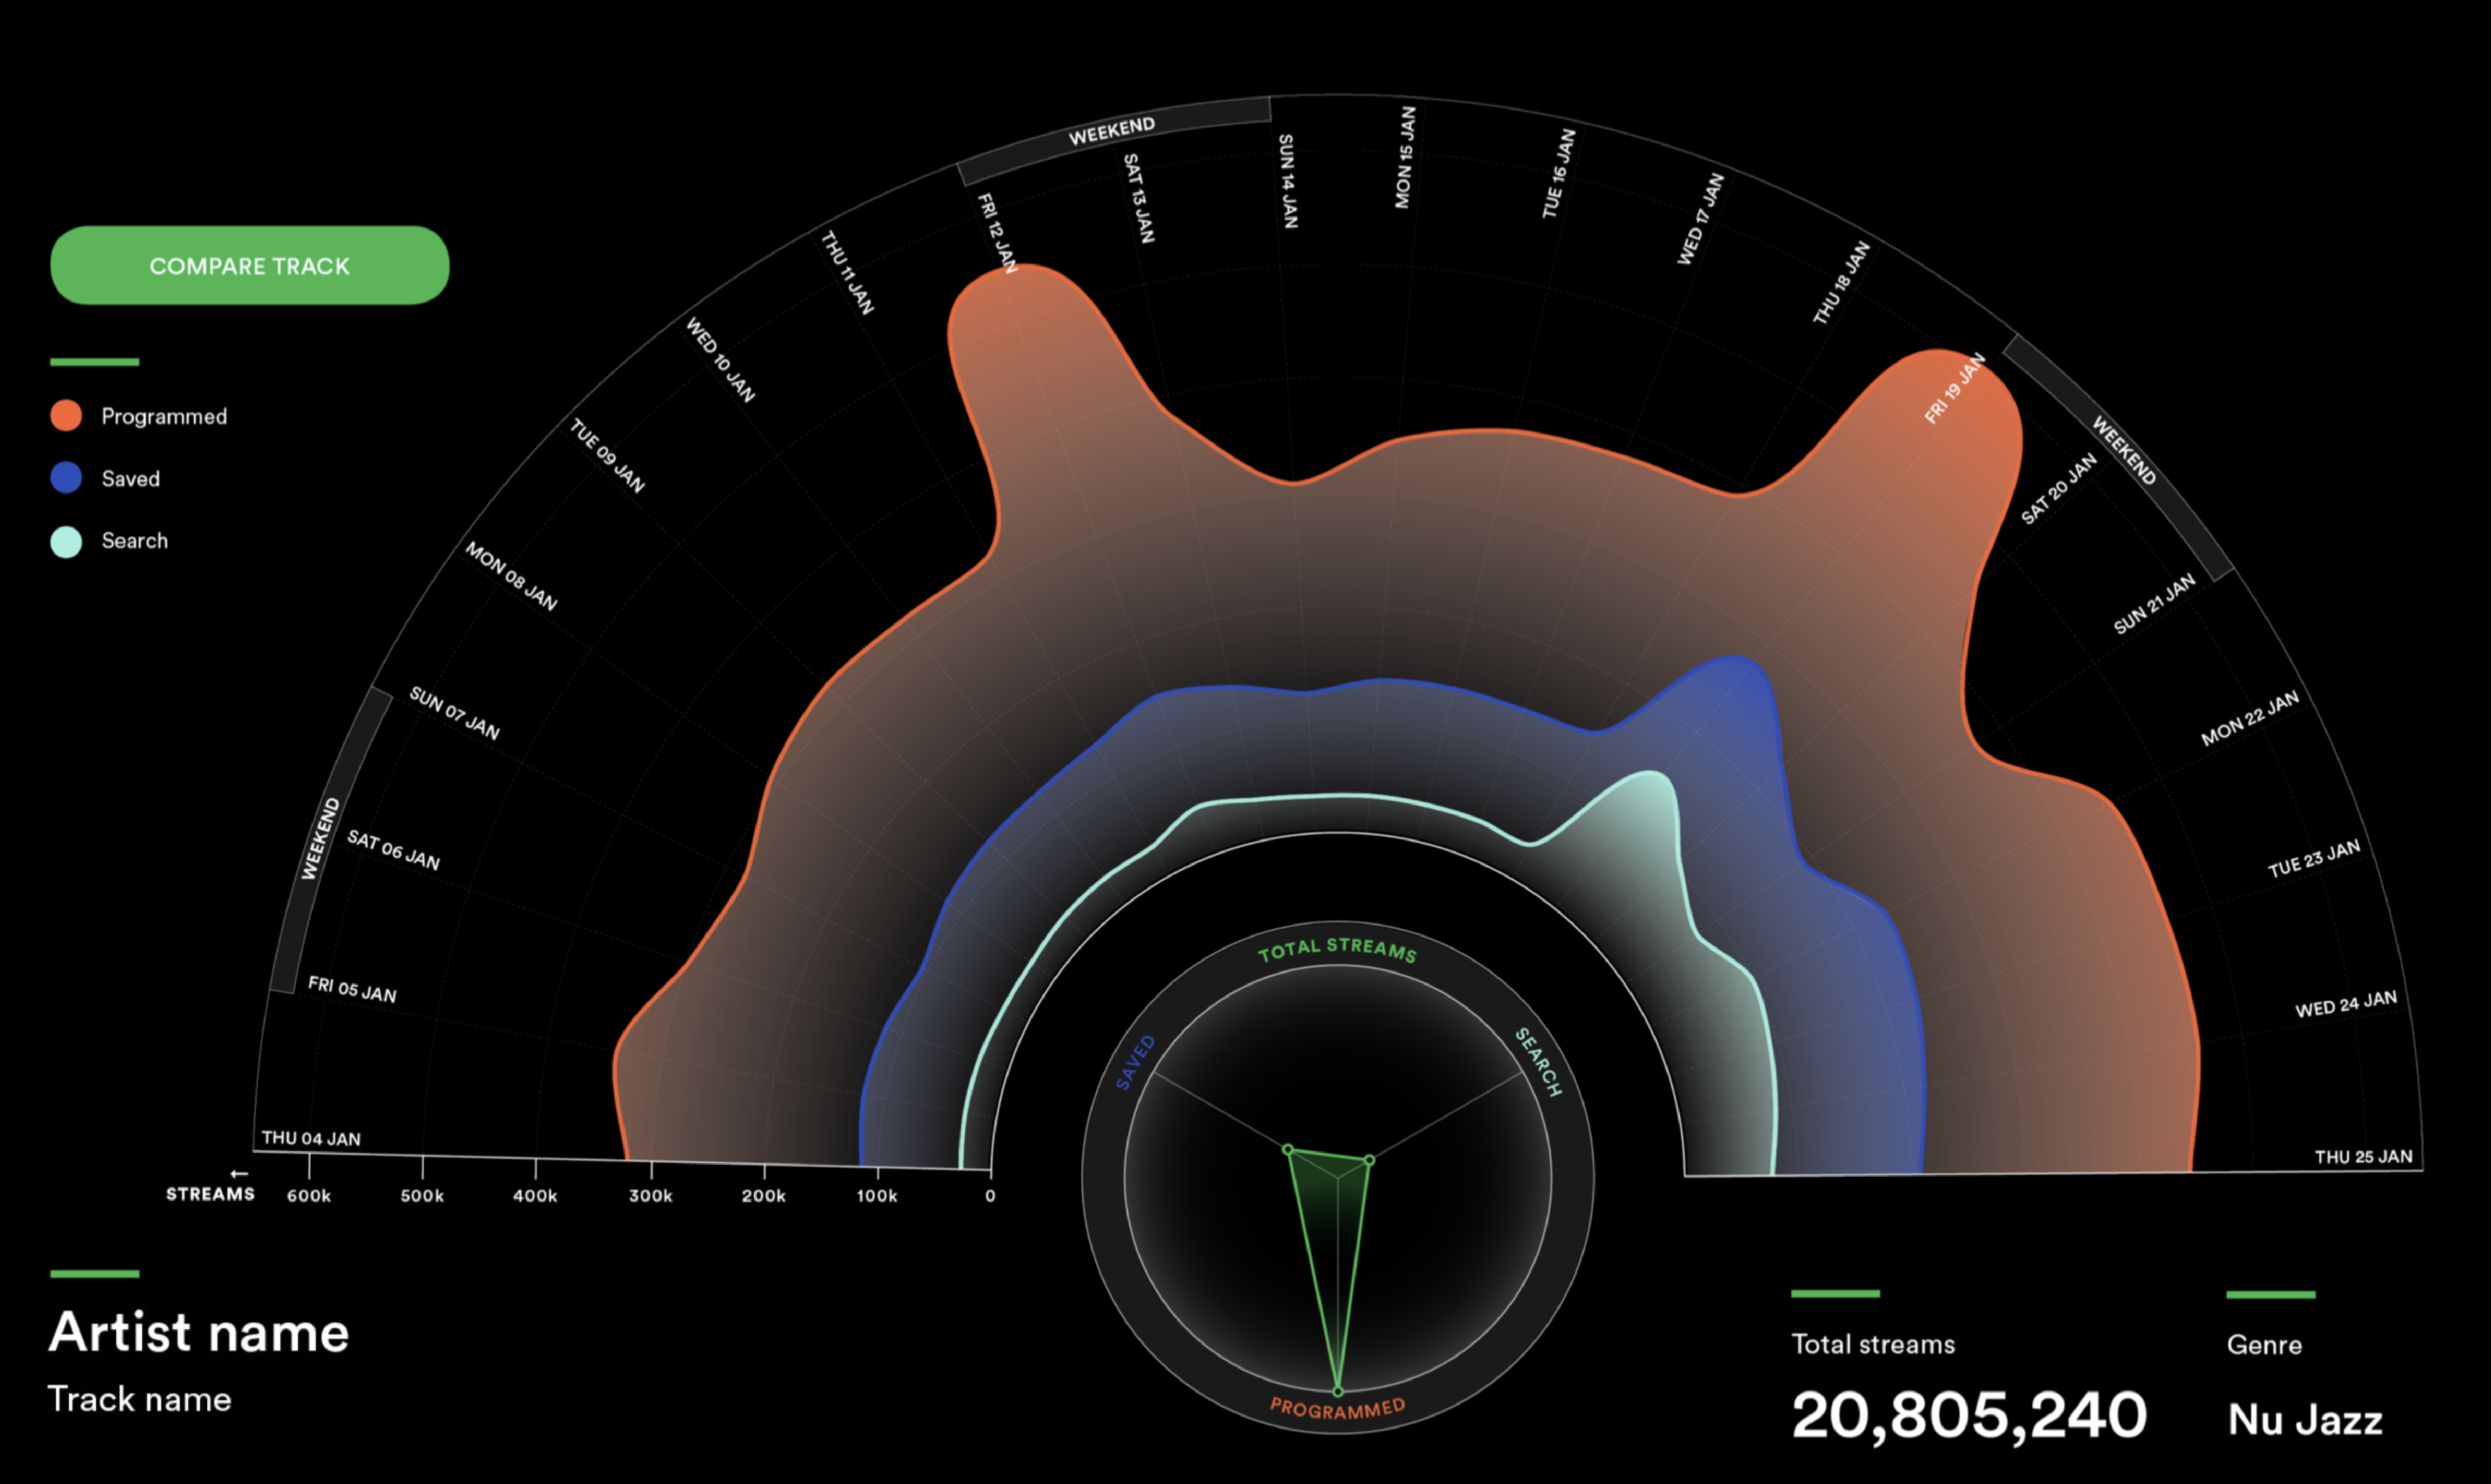 COMPARE TRACK
Programmed
Saved
Search
THU 04 JAN
FRI 05 JAN
SAT 06 JAN
SUN 07 JAN
MON 08 JAN
TUE 09 JAN
WED 10 JAN
THU 11 JAN
FRI 12 JAN
SAT 13 JAN
SUN 14 JAN
MON 15 JAN
TUE 16 JAN
WED 17 JAN
THU 18 JAN
FRI 19 JAN
SAT 20 JAN
SUN 21 JAN
MON 22 JAN
TUE 23 JAN
WED 24 JAN
THU 25 JAN
WEEKEND
WEEKEND
WEEKEND
← STREAMS
600k
500k
400k
300k
200k
100k
0
TOTAL STREAMS
SAVED
SEARCH
PROGRAMMED
Artist name
Track name
Total streams
20,805,240
Genre
Nu Jazz